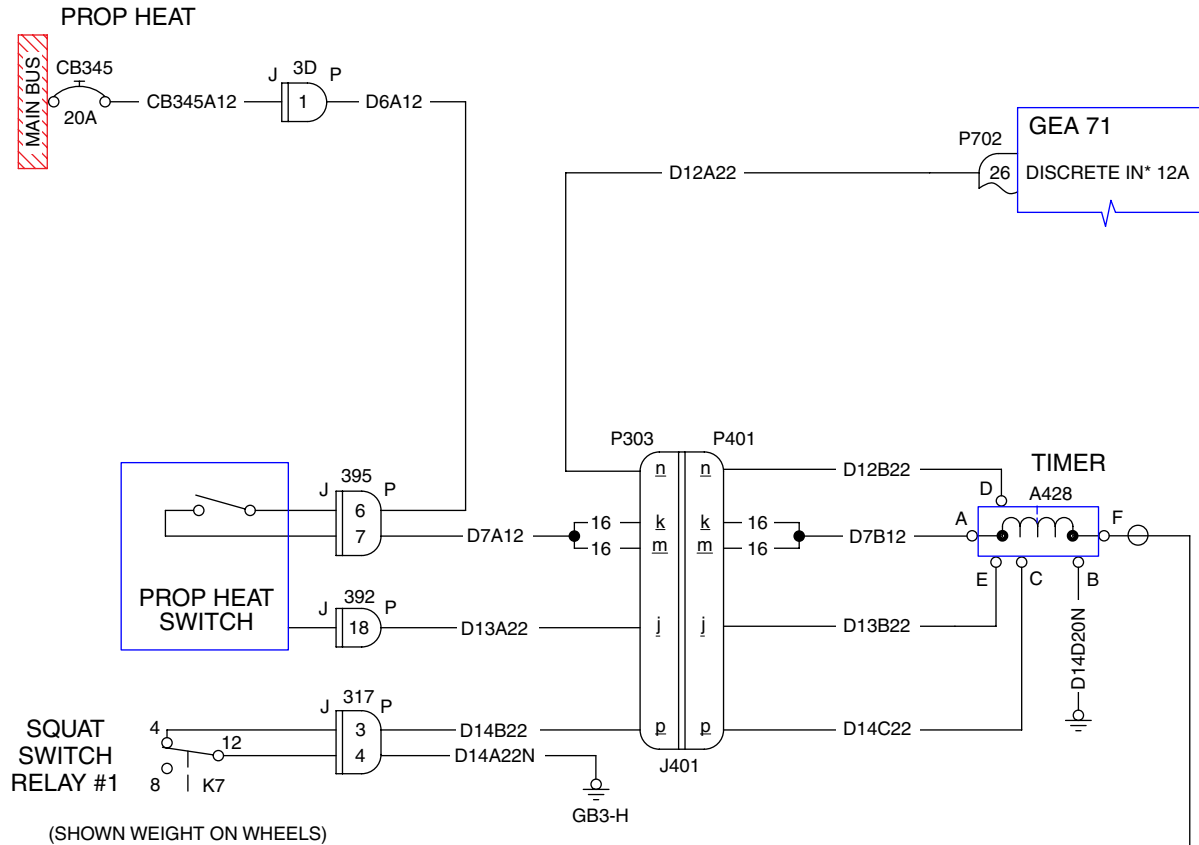 PROP HEAT
MAIN BUS
CB345
20A
CB345A12
J 3D P
1
D6A12
P702
GEA 71
26
DISCRETE IN* 12A
D12A22
P303 P401
n n
D12B22
TIMER
A428
D
A
F
E
C
B
J 395 P
6
7
D7A12
16
16
k k
m m
16
16
D7B12
PROP HEAT
SWITCH
J 392 P
18
D13A22
j j
D13B22
D14D20N
SQUAT
SWITCH
RELAY #1
4
12
8
K7
J 317 P
3
4
D14B22
D14A22N
p p
D14C22
J401
GB3-H
(SHOWN WEIGHT ON WHEELS)